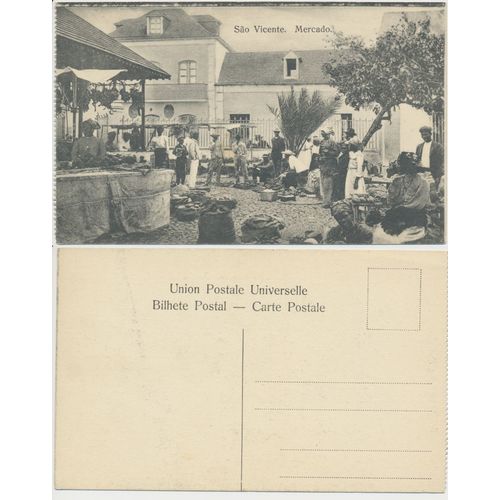 São Vicente. Mercado.
Union Postale Universelle
Bilhete Postal — Carte Postale